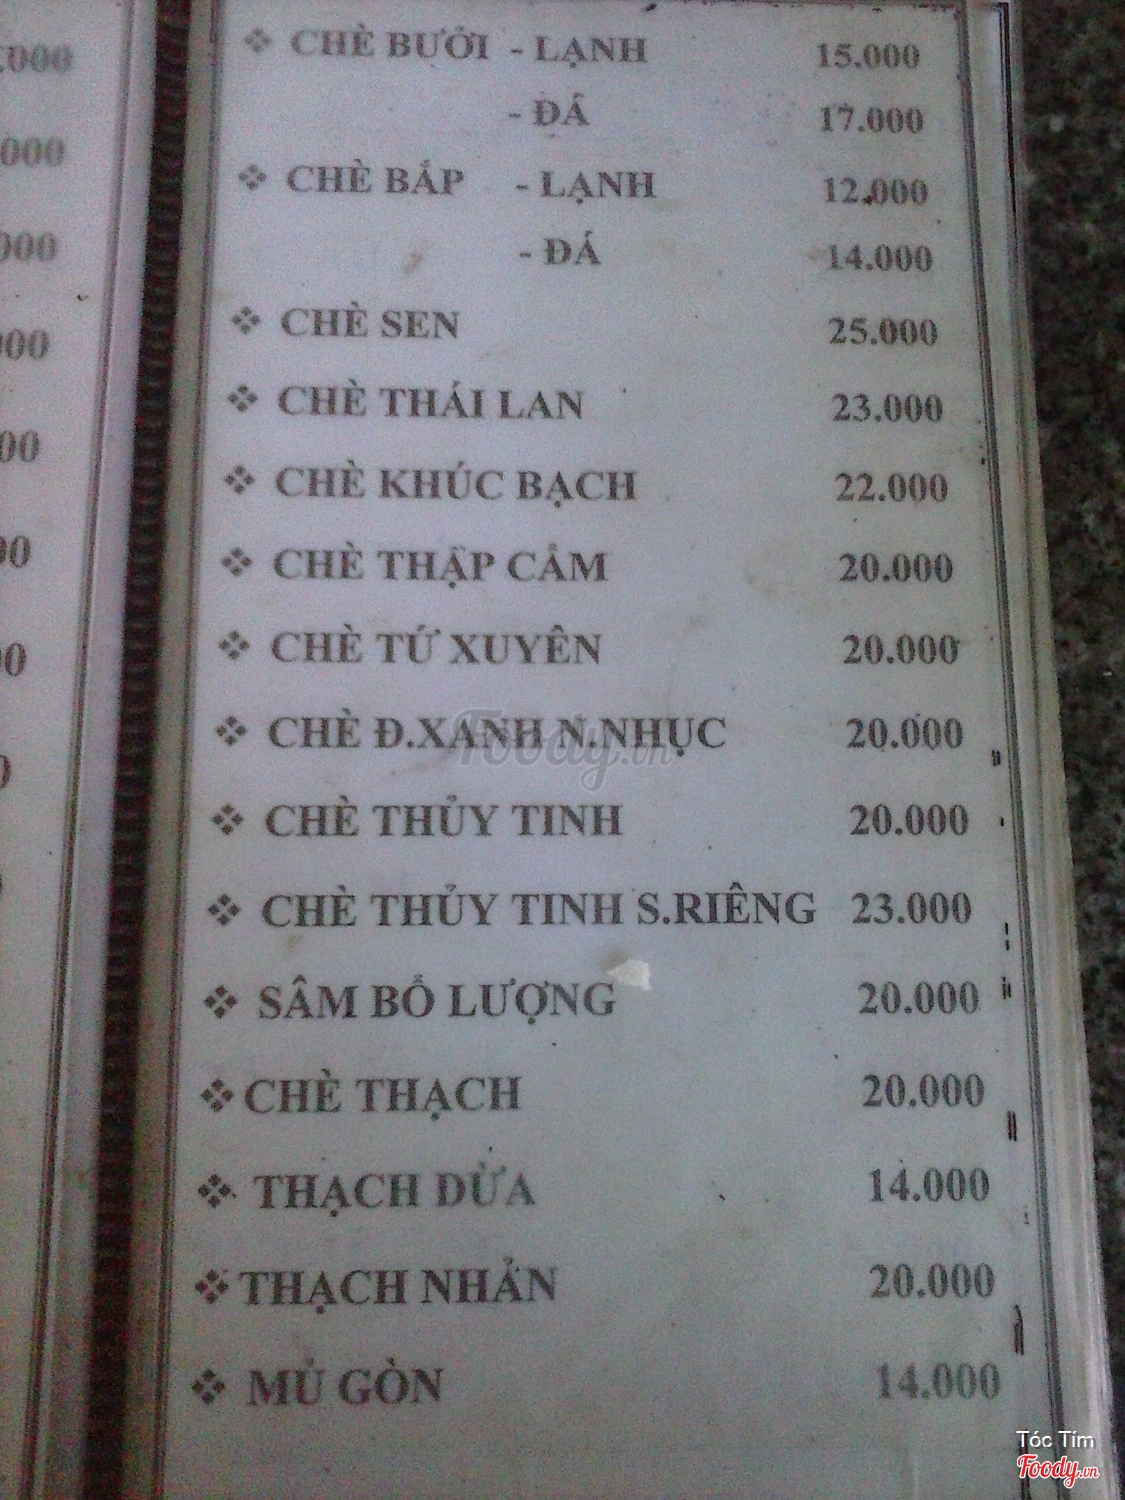 ❖ CHÈ BƯỞI - LẠNH 15.000
- ĐÁ 17.000
❖ CHÈ BẮP - LẠNH 12.000
- ĐÁ 14.000
❖ CHÈ SEN 25.000
❖ CHÈ THÁI LAN 23.000
❖ CHÈ KHÚC BẠCH 22.000
❖ CHÈ THẬP CẨM 20.000
❖ CHÈ TỨ XUYÊN 20.000
❖ CHÈ Đ.XANH N.NHỤC 20.000
❖ CHÈ THỦY TINH 20.000
❖ CHÈ THỦY TINH S.RIÊNG 23.000
❖ SÂM BỔ LƯỢNG 20.000
❖ CHÈ THẠCH 20.000
❖ THẠCH DỪA 14.000
❖ THẠCH NHÃN 20.000
❖ MỦ GÒN 14.000
Foody.vn
Tóc Tím
Foody.vn